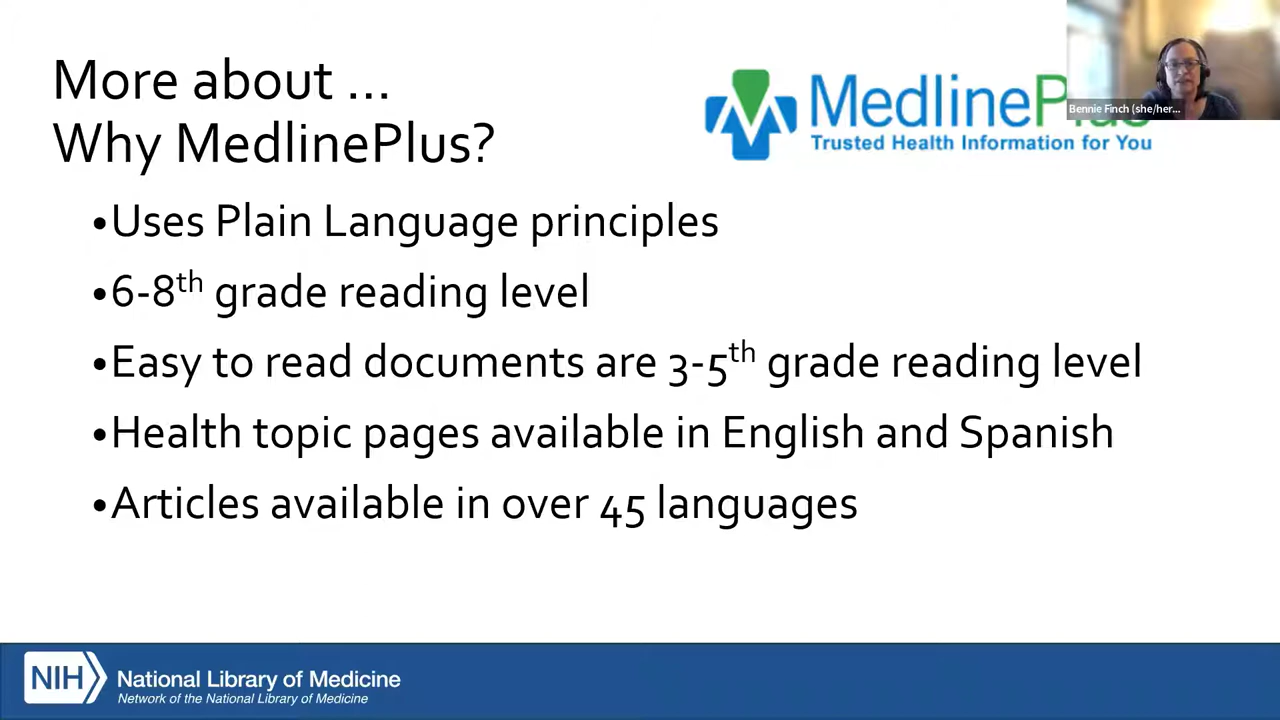 More about ...
Why MedlinePlus?
MedlinePlus
Trusted Health Information for You
Bennie Finch (she/her...
•Uses Plain Language principles
•6-8th grade reading level
•Easy to read documents are 3-5th grade reading level
•Health topic pages available in English and Spanish
•Articles available in over 45 languages
NIH
National Library of Medicine
Network of the National Library of Medicine